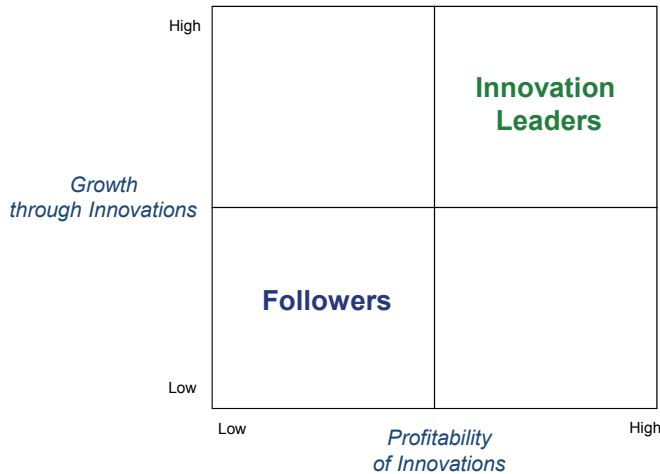 High
Innovation
Leaders
Growth
through Innovations
Followers
Low
Low
High
Profitability
of Innovations